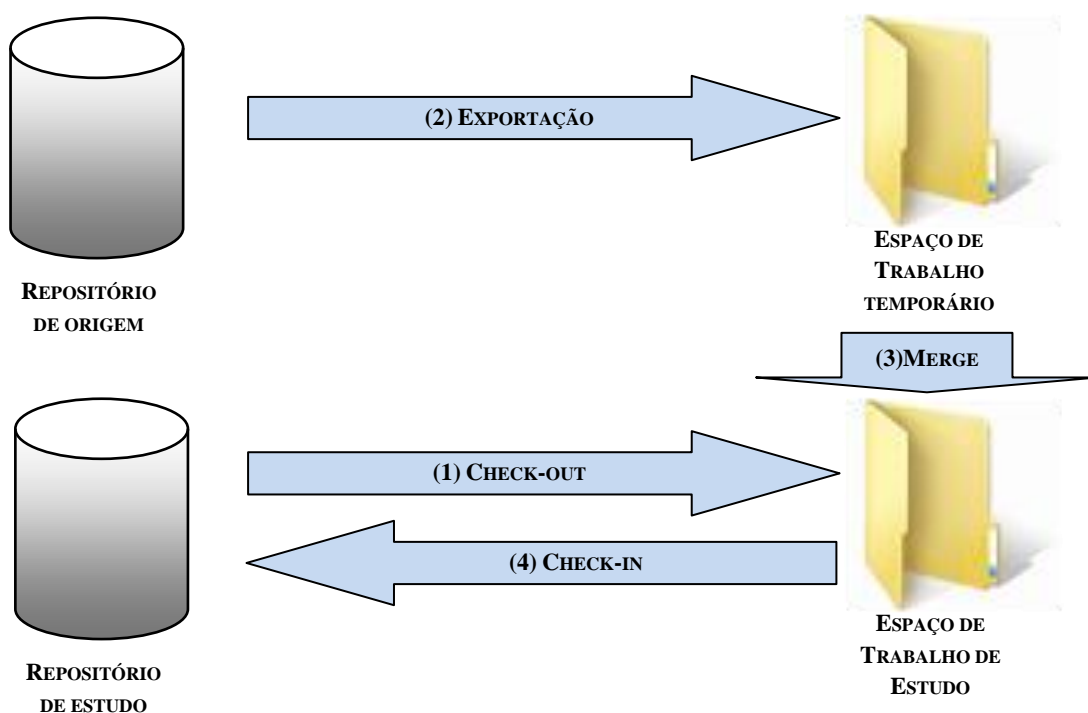 (2) EXPORTAÇÃO
REPOSITÓRIO
DE ORIGEM
ESPAÇO DE
TRABALHO
TEMPORÁRIO
(3)MERGE
(1) CHECK-OUT
(4) CHECK-IN
REPOSITÓRIO
DE ESTUDO
ESPAÇO DE
TRABALHO DE
ESTUDO